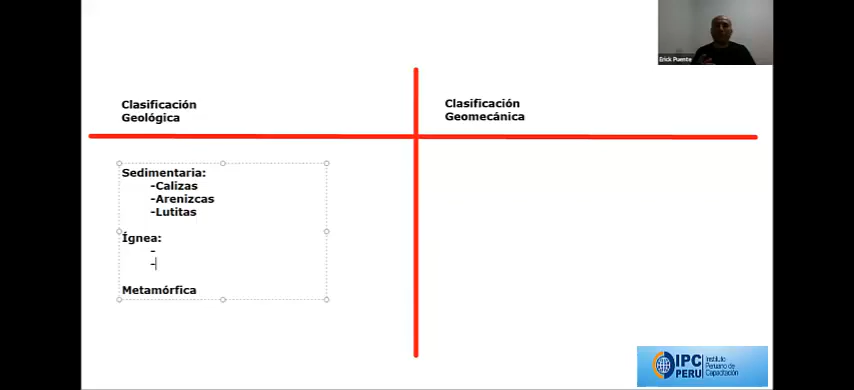 Erick Puente
Clasificación
Geológica
Clasificación
Geomecánica
Sedimentaria:
-Calizas
-Arenizcas
-Lutitas
Ígnea:
-
-
Metamórfica
IPC
PERU
Instituto
Peruano de
Capacitación